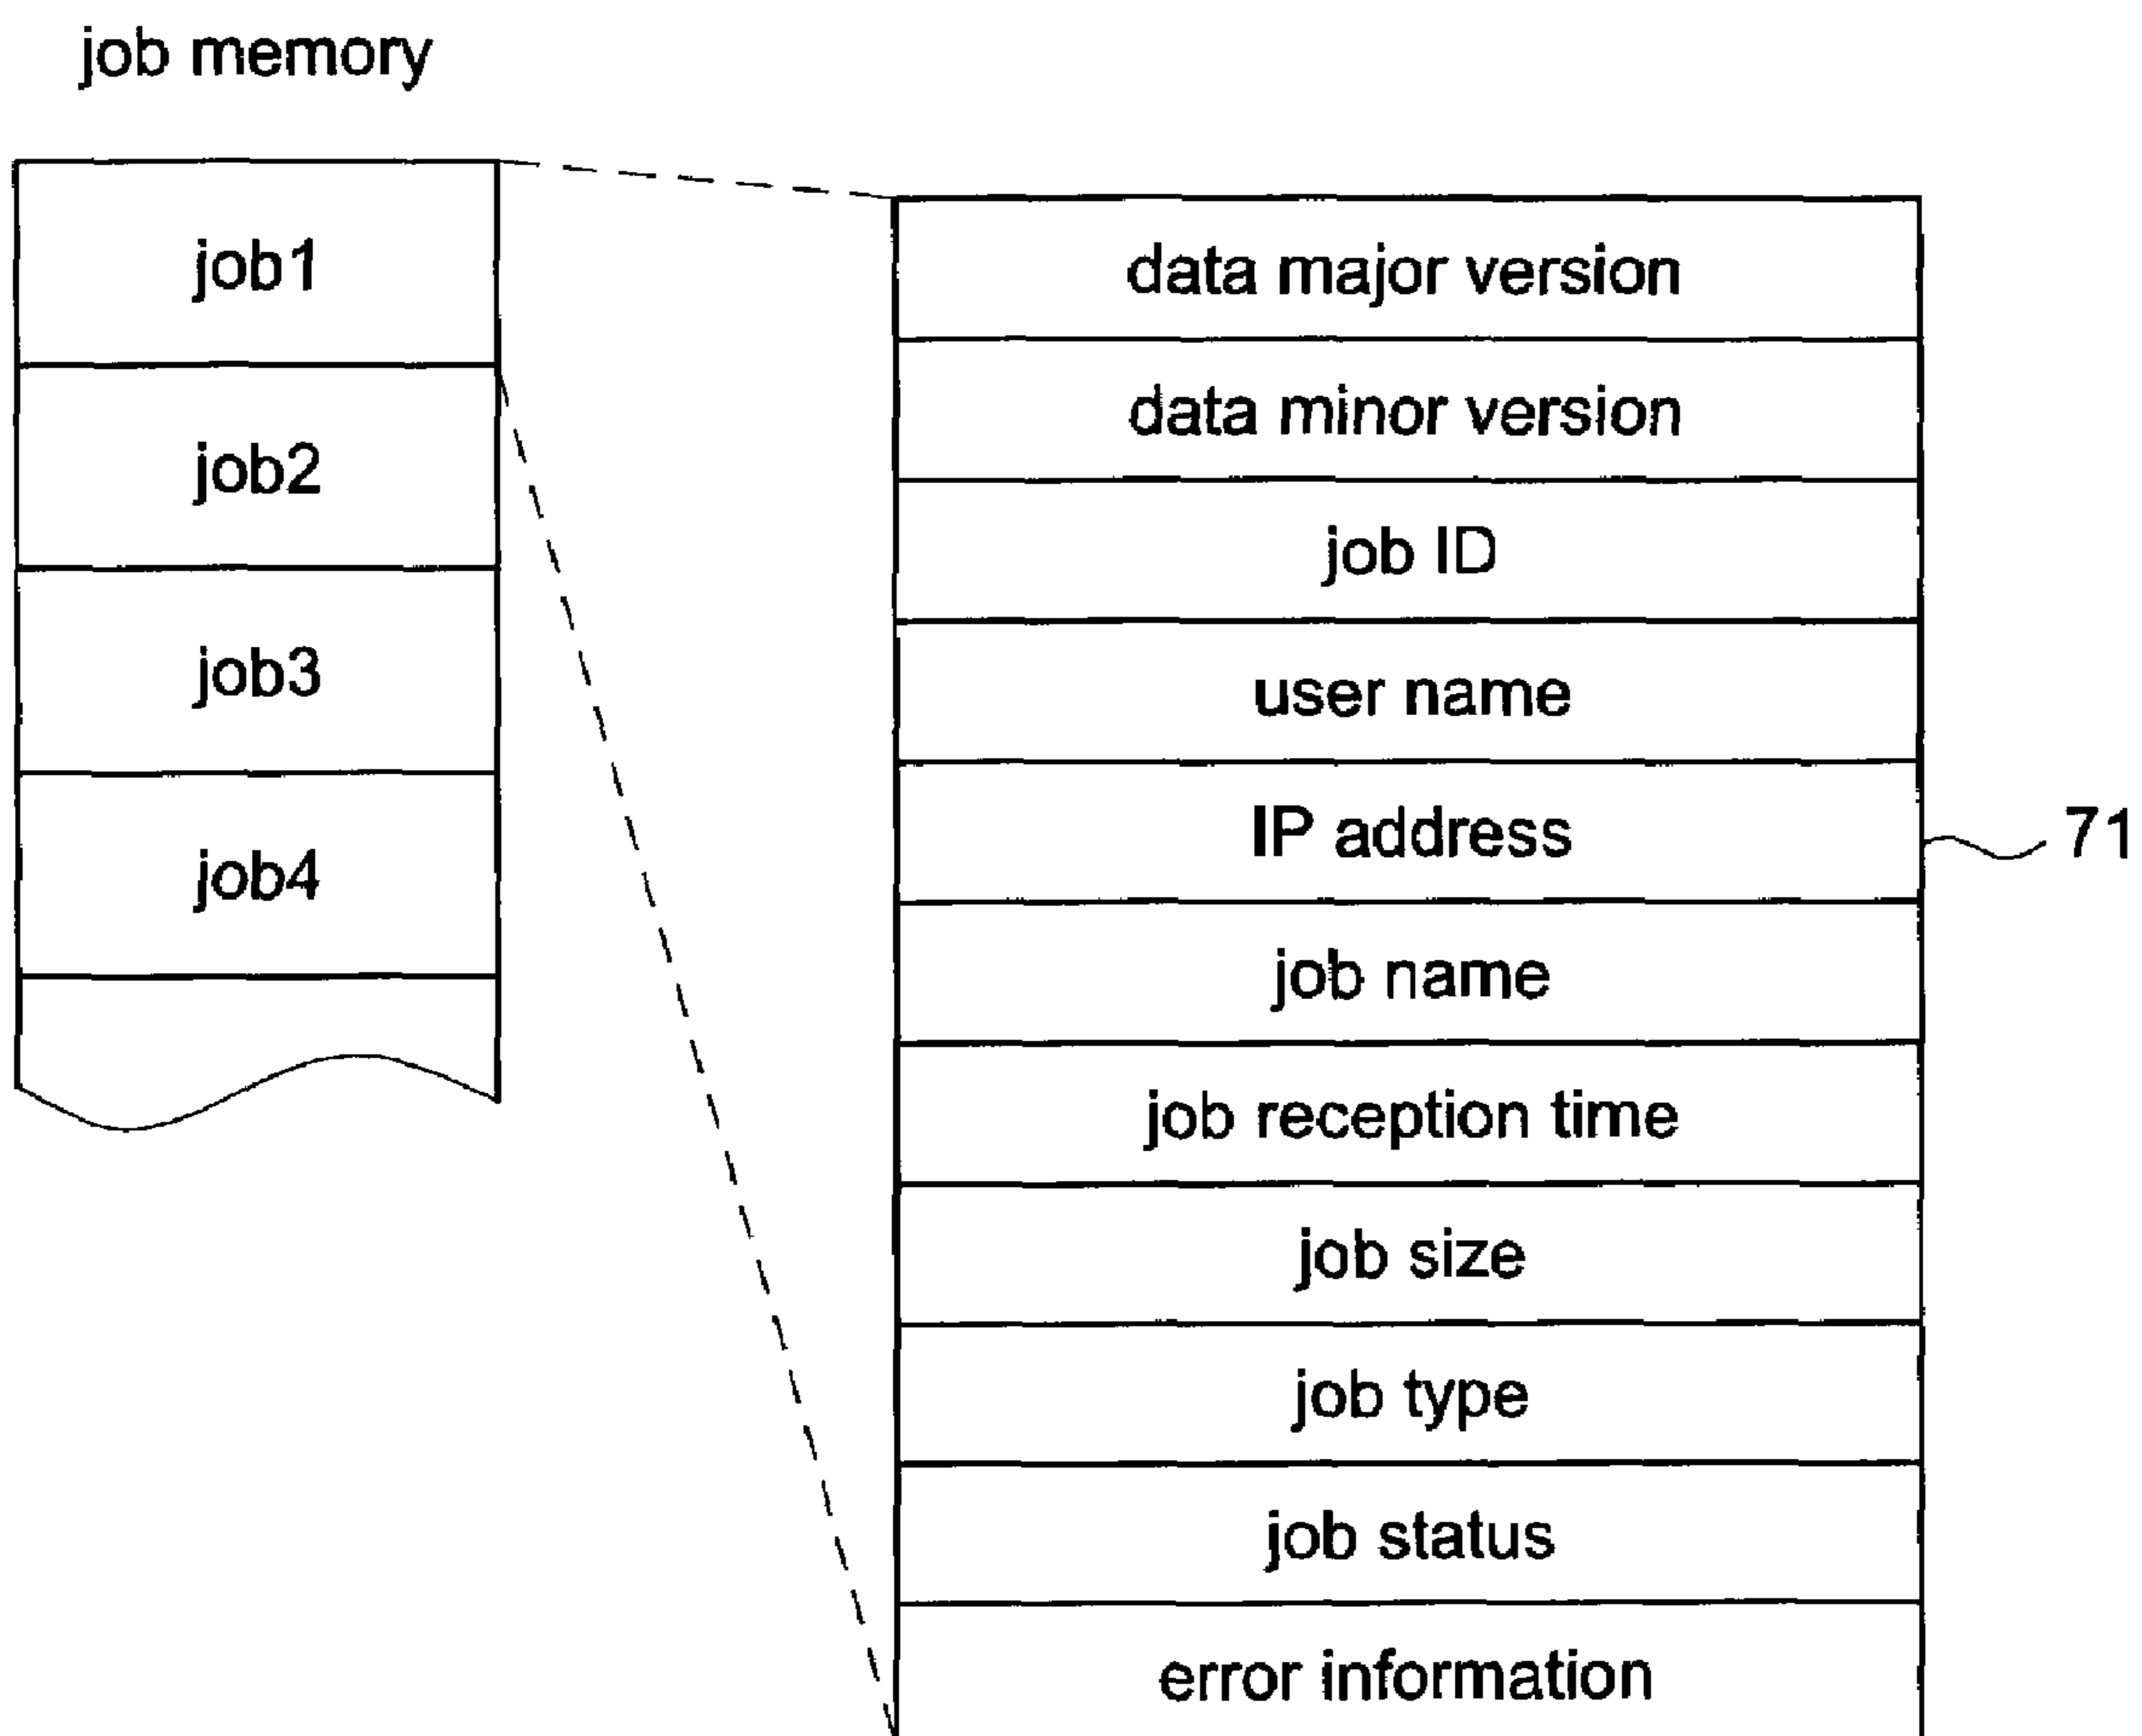 job memory
job1
job2
job3
job4
data major version
data minor version
job ID
user name
IP address
71
job name
job reception time
job size
job type
job status
error information